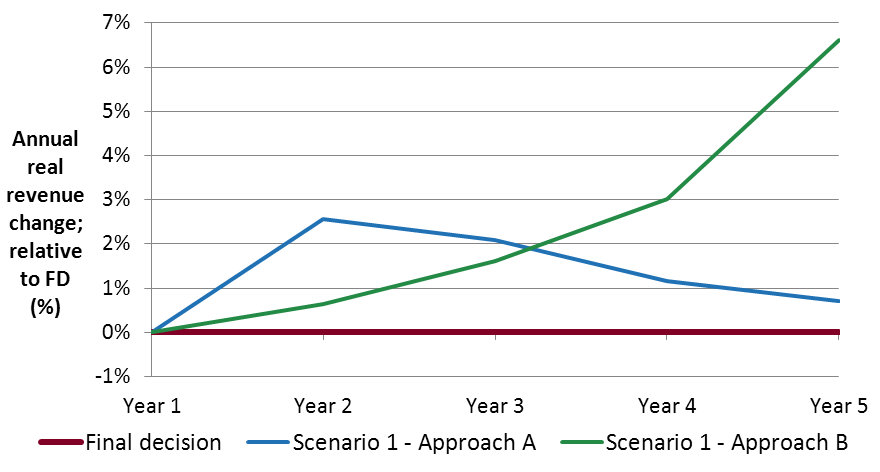 7%
6%
5%
4%
3%
2%
1%
0%
-1%
Annual
real
revenue
change;
relative
to FD
(%)
Year 1 Year 2 Year 3 Year 4 Year 5
Final decision Scenario 1 - Approach A Scenario 1 - Approach B